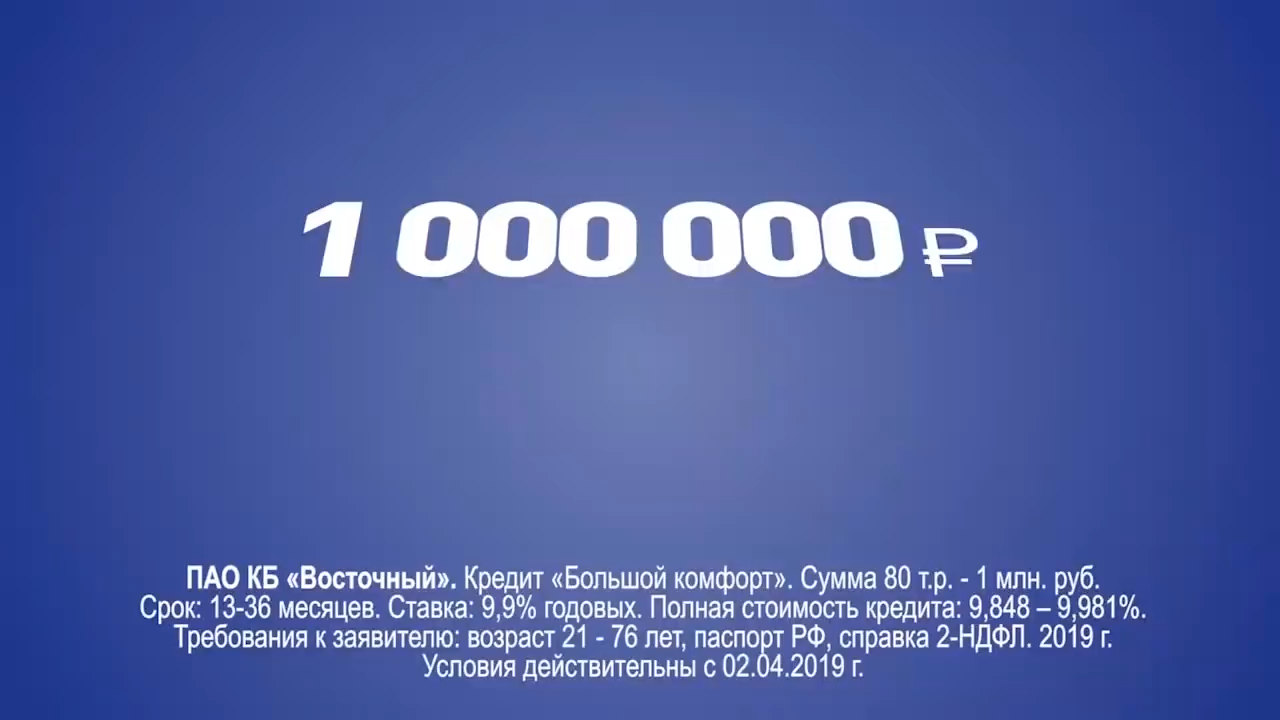 1 000 000 ₽
ПАО КБ «Восточный». Кредит «Большой комфорт». Сумма 80 т.р. - 1 млн. руб.
Срок: 13-36 месяцев. Ставка: 9,9% годовых. Полная стоимость кредита: 9,848 – 9,981%.
Требования к заявителю: возраст 21 - 76 лет, паспорт РФ, справка 2-НДФЛ. 2019 г.
Условия действительны с 02.04.2019 г.